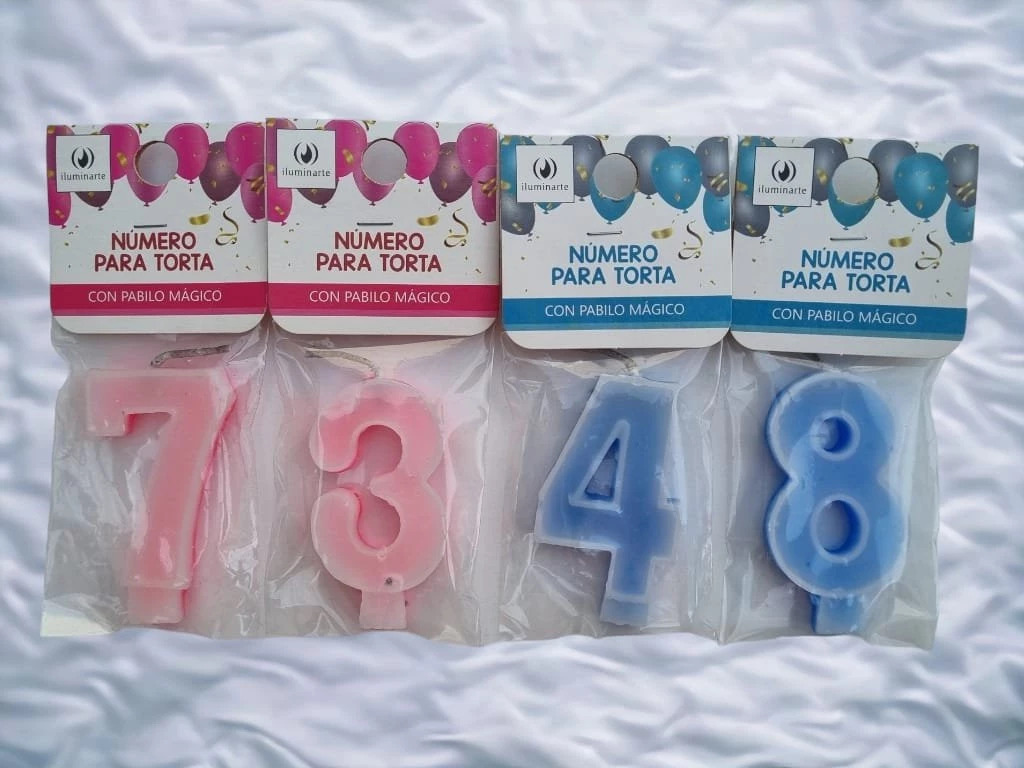 iluminarte
NÚMERO
PARA TORTA
CON PABILO MÁGICO
iluminarte
NÚMERO
PARA TORTA
CON PABILO MÁGICO
iluminarte
NÚMERO
PARA TORTA
CON PABILO MÁGICO
iluminarte
NÚMERO
PARA TORTA
CON PABILO MÁGICO
7
3
4
8